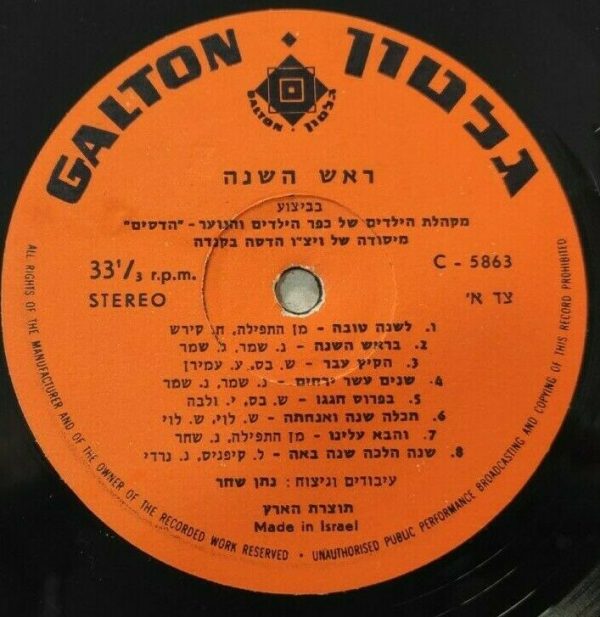 GALTON • גלטון
GALTON • גלטון
ראש השנה
בביצוע
מקהלת הילדים של כפר הילדים והנוער - "הדסים"
מיסודה של ויצ"ו הדסה בקנדה
33⅓ r.p.m.
STEREO
C - 5863
צד א'
1. לשנה טובה - מן התפילה, ח. סירש
2. בראש השנה - נ. שמר, נ. שמר
3. הקיץ עבר - ש. בס, ע. עמירן
4. שנים עשר ירחים - נ. שמר, נ. שמר
5. בפרוס חגנו - ש. בס, י. ולבה
6. תכלה שנה ואנחתה - ש. לוי, ש. לוי
7. והבא עלינו - מן התפילה, נ. שחר
8. שנה הלכה שנה באה - ל. קיפניס, נ. נרדי
עיבודים וניצוח: נתן שחר
תוצרת הארץ
Made in Israel
ALL RIGHTS OF THE MANUFACTURER AND OF THE OWNER OF THE RECORDED WORK RESERVED • UNAUTHORISED PUBLIC PERFORMANCE BROADCASTING AND COPYING OF THIS RECORD PROHIBITED